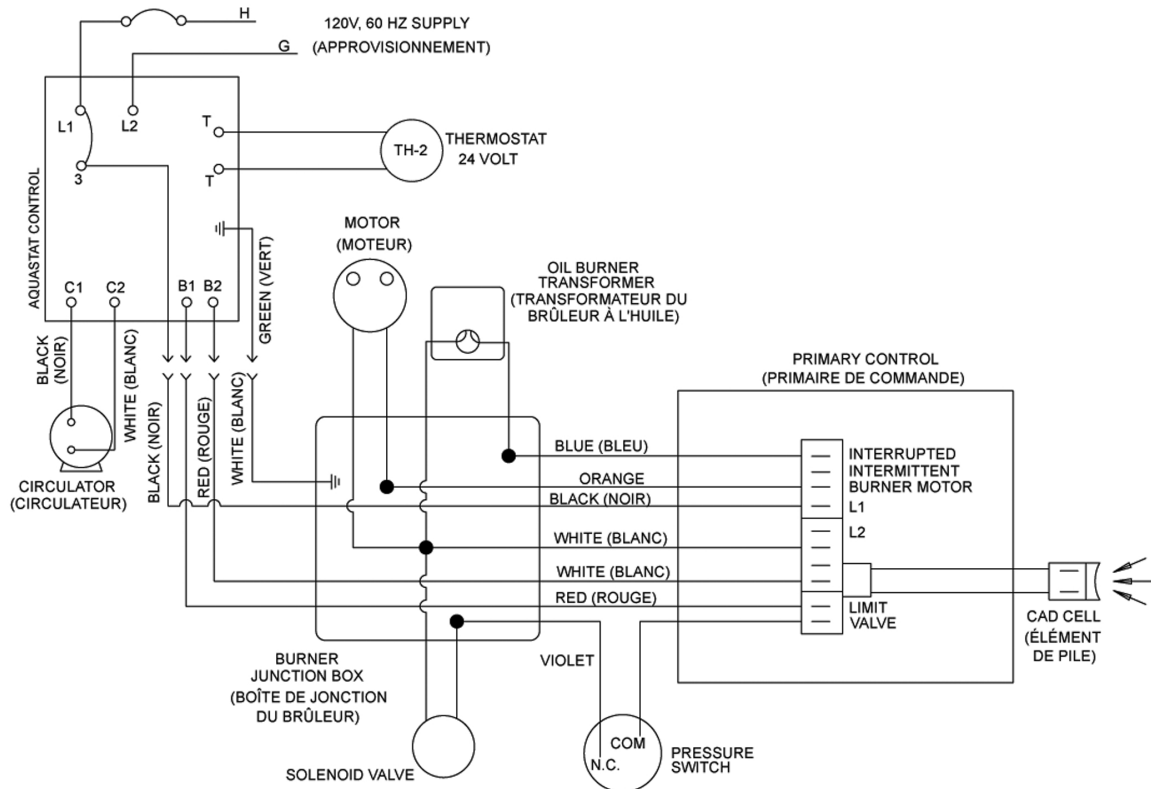 H
120V, 60 HZ SUPPLY
(APPROVISIONNEMENT)
G
L1
L2
T
T
3
TH-2
THERMOSTAT
24 VOLT
AQUASTAT CONTROL
C1
C2
B1
B2
GREEN (VERT)
MOTOR
(MOTEUR)
OIL BURNER
TRANSFORMER
(TRANSFORMATEUR DU
BRÛLEUR À L'HUILE)
BLACK
(NOIR)
WHITE (BLANC)
BLACK (NOIR)
RED (ROUGE)
WHITE (BLANC)
CIRCULATOR
(CIRCULATEUR)
PRIMARY CONTROL
(PRIMAIRE DE COMMANDE)
BLUE (BLEU)
ORANGE
BLACK (NOIR)
WHITE (BLANC)
WHITE (BLANC)
RED (ROUGE)
INTERRUPTED
INTERMITTENT
BURNER MOTOR
L1
L2
LIMIT
VALVE
CAD CELL
(ÉLÉMENT
DE PILE)
BURNER
JUNCTION BOX
(BOÎTE DE JONCTION
DU BRÛLEUR)
VIOLET
SOLENOID VALVE
COM
N.C.
PRESSURE
SWITCH